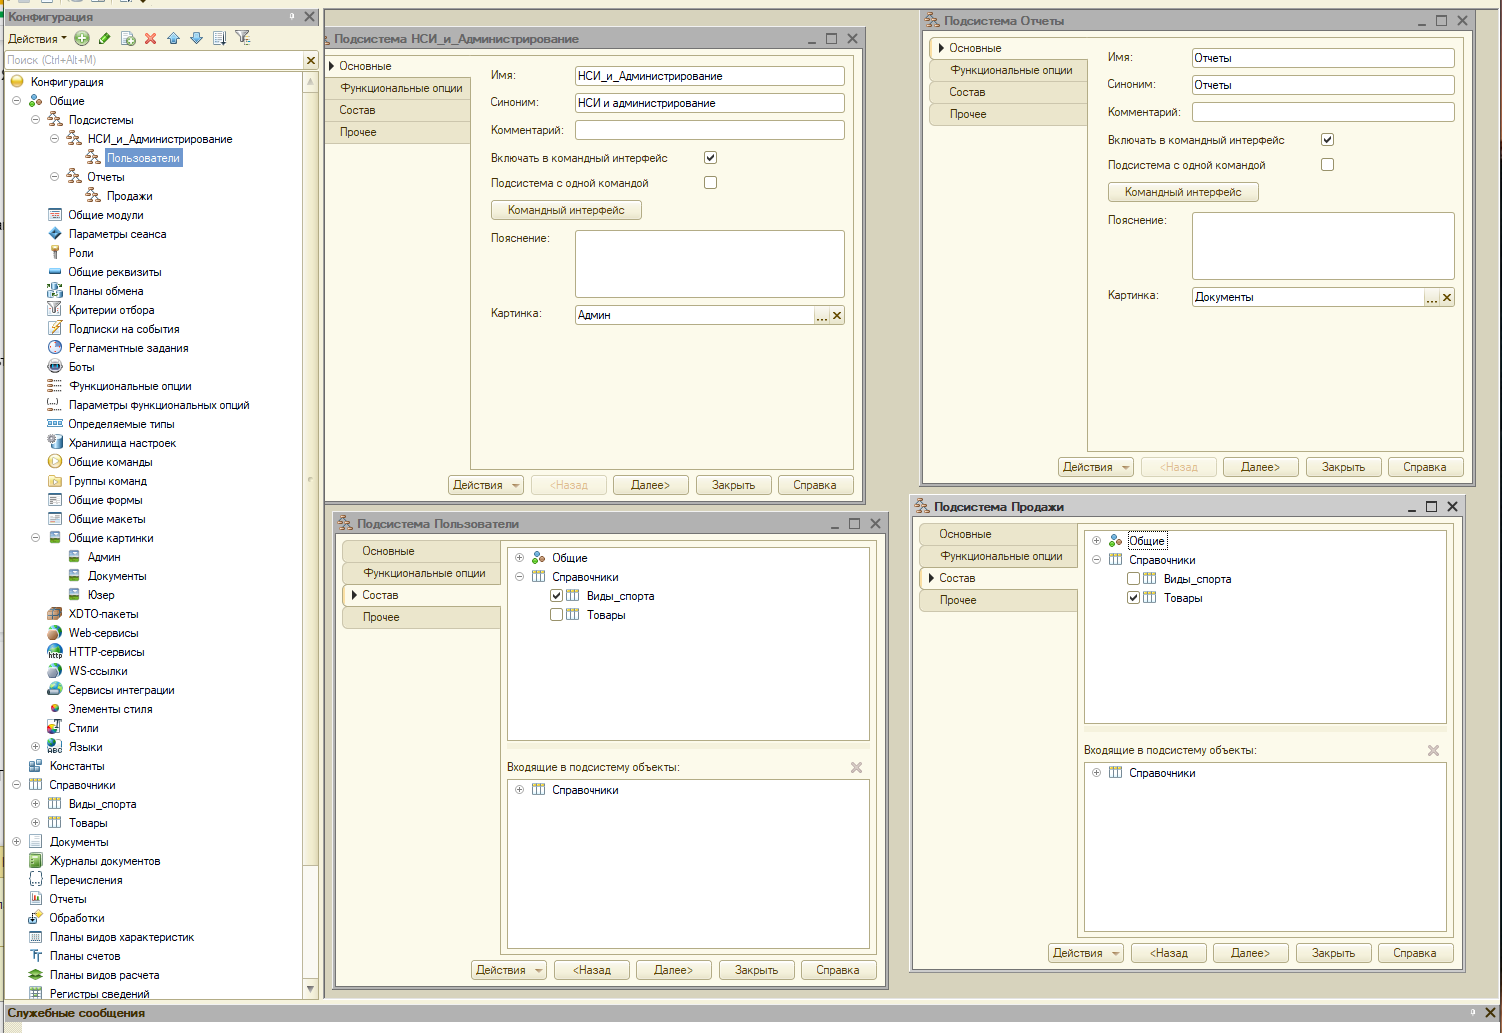 Конфигурация
Действия
Поиск (Ctrl+Alt+M)
Конфигурация
Общие
Подсистемы
НСИ_и_Администрирование
Пользователи
Отчеты
Продажи
Общие модули
Параметры сеанса
Роли
Общие реквизиты
Планы обмена
Критерии отбора
Подписки на события
Регламентные задания
Боты
Функциональные опции
Параметры функциональных опций
Определяемые типы
Хранилища настроек
Общие команды
Группы команд
Общие формы
Общие макеты
Общие картинки
Админ
Документы
Юзер
XDTO-пакеты
Web-сервисы
HTTP-сервисы
WS-ссылки
Сервисы интеграции
Элементы стиля
Стили
Языки
Константы
Справочники
Виды_спорта
Товары
Документы
Журналы документов
Перечисления
Отчеты
Обработки
Планы видов характеристик
Планы счетов
Планы видов расчета
Регистры сведений
Подсистема НСИ_и_Администрирование
Основные
Функциональные опции
Состав
Прочее
Имя: НСИ_и_Администрирование
Синоним: НСИ и администрирование
Комментарий:
Включать в командный интерфейс
Подсистема с одной командой
Командный интерфейс
Пояснение:
Картинка: Админ ...
Действия <Назад Далее> Закрыть Справка
Подсистема Отчеты
Основные
Функциональные опции
Состав
Прочее
Имя: Отчеты
Синоним: Отчеты
Комментарий:
Включать в командный интерфейс
Подсистема с одной командой
Командный интерфейс
Пояснение:
Картинка: Документы ...
Действия <Назад Далее> Закрыть Справка
Подсистема Пользователи
Основные
Функциональные опции
Состав
Прочее
Общие
Справочники
Виды_спорта
Товары
Входящие в подсистему объекты:
Справочники
Действия <Назад Далее> Закрыть Справка
Подсистема Продажи
Основные
Функциональные опции
Состав
Прочее
Общие
Справочники
Виды_спорта
Товары
Входящие в подсистему объекты:
Справочники
Действия <Назад Далее> Закрыть Справка
Служебные сообщения